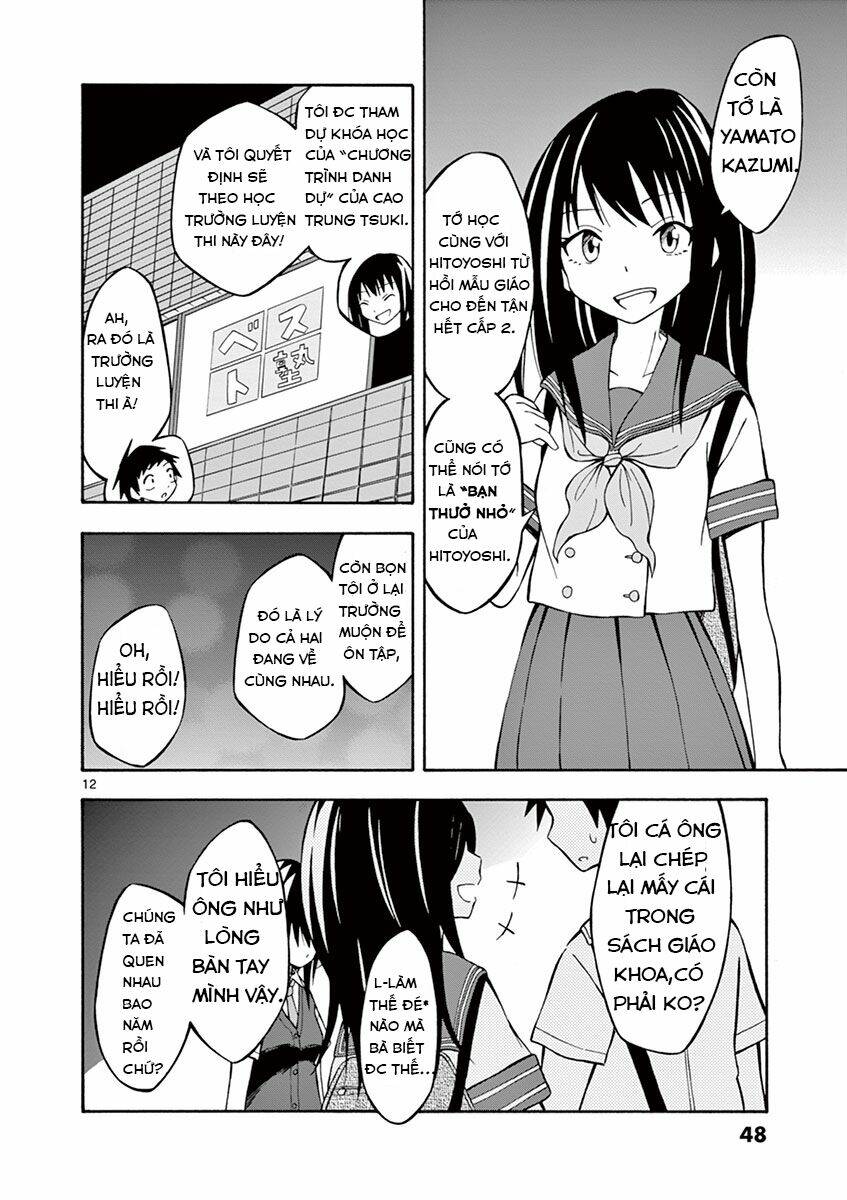 CÒN
TỚ LÀ
YAMATO
KAZUMI.
TỚ HỌC
CÙNG VỚI
HITOYOSHI TỪ
HỒI MẪU GIÁO
CHO ĐẾN TẬN
HẾT CẤP 2.
CŨNG CÓ
THỂ NÓI TỚ
LÀ "BẠN
THUỞ NHỎ"
CỦA
HITOYOSHI.
TÔI ĐC THAM
DỰ KHÓA HỌC
CỦA "CHƯƠNG
TRÌNH DANH
DỰ" CỦA CAO
TRUNG TSUKI.
VÀ TÔI QUYẾT
ĐỊNH SẼ
THEO HỌC
TRƯỜNG LUYỆN
THI NÀY ĐÂY!
ベス
ト塾
AH,
RA ĐÓ LÀ
TRƯỜNG
LUYỆN
THI À!
CÒN BỌN
TÔI Ở LẠI
TRƯỜNG
MUỘN ĐỂ
ÔN TẬP,
ĐÓ LÀ LÝ
DO CẢ HAI
ĐANG VỀ
CÙNG NHAU.
OH,
HIỂU RỒI!
HIỂU RỒI!
12
TÔI CÁ ÔNG
LẠI CHÉP
LẠI MẤY CÁI
TRONG
SÁCH GIÁO
KHOA,CÓ
PHẢI KO?
L-LÀM
THẾ ĐÉ*
NÀO MÀ
BÀ BIẾT
ĐC THẾ...
TÔI HIỂU
ÔNG NHƯ
LÒNG
BÀN TAY
MÌNH VẬY.
CHÚNG
TA ĐÃ
QUEN
NHAU
BAO
NĂM
RỒI
CHỨ?
48